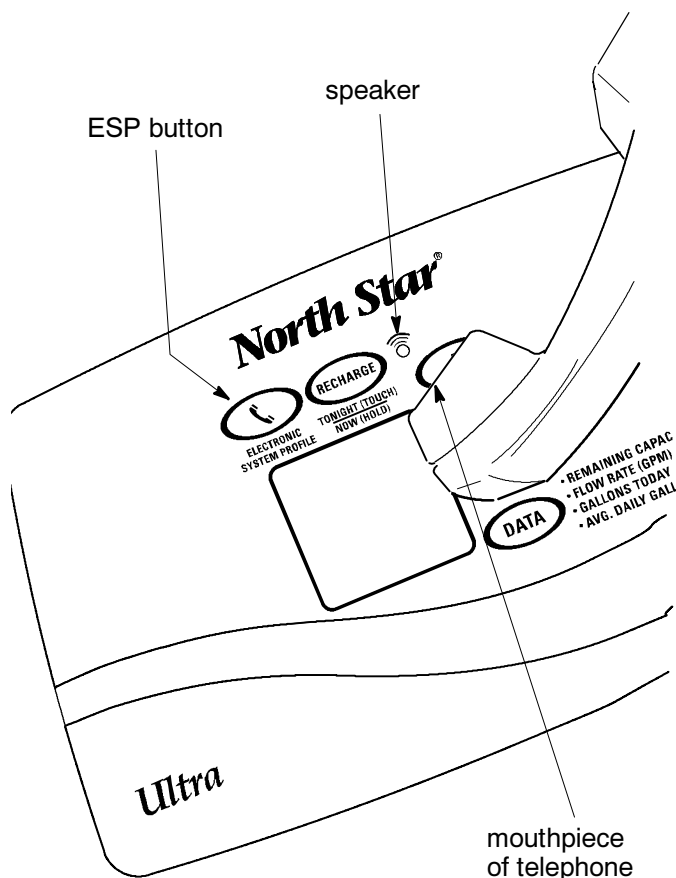 speaker
ESP button
North Star®
RECHARGE
TONIGHT (TOUCH)
NOW (HOLD)
ELECTRONIC
SYSTEM PROFILE
DATA
• REMAINING CAPAC
• FLOW RATE (GPM)
• GALLONS TODAY
• AVG. DAILY GALL
Ultra
mouthpiece
of telephone